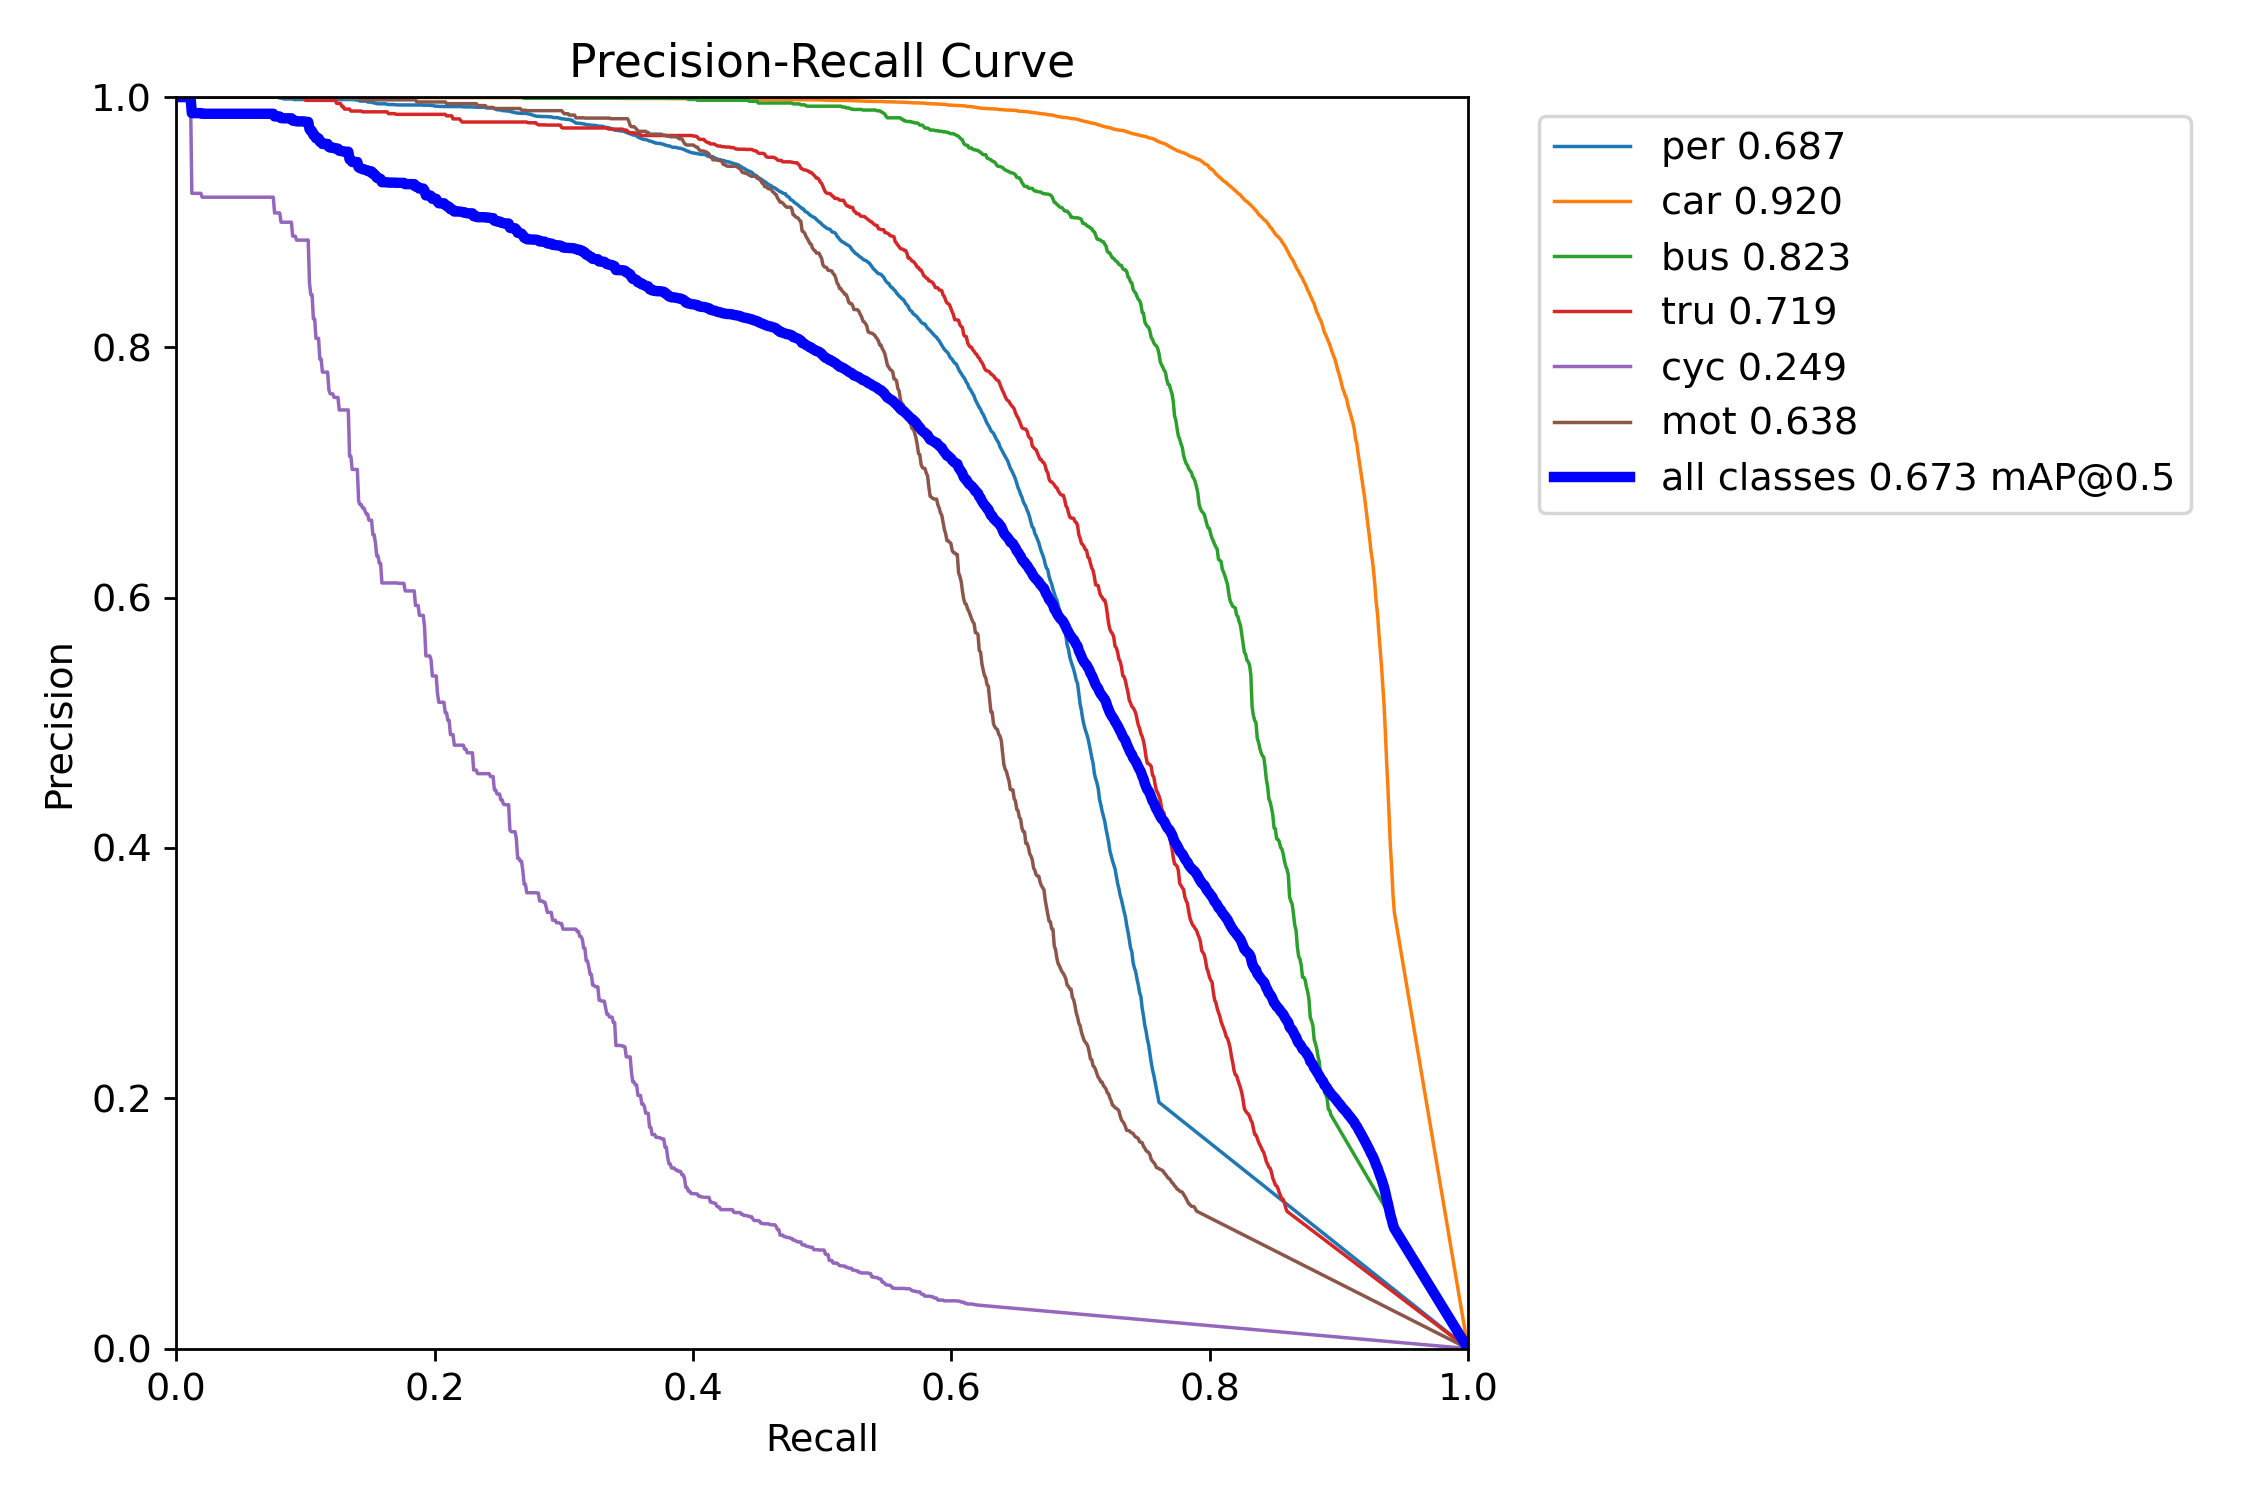 Precision-Recall Curve
1.0
0.8
0.6
0.4
0.2
0.0
Precision
0.0 0.2 0.4 0.6 0.8 1.0
Recall
per 0.687
car 0.920
bus 0.823
tru 0.719
cyc 0.249
mot 0.638
all classes 0.673 mAP@0.5